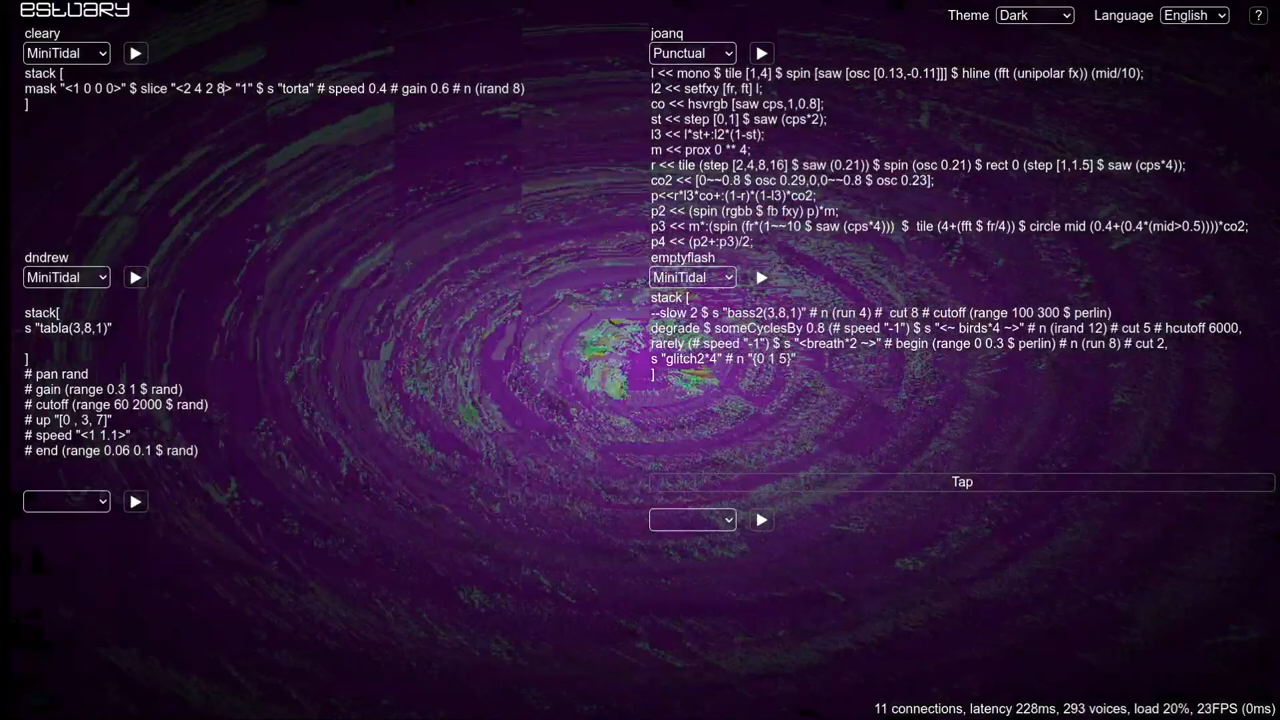 estuary
Theme Dark Language English ?
cleary
MiniTidal
stack [
mask "<1 0 0 0>" $ slice "<2 4 2 8> "1" $ s "torta" # speed 0.4 # gain 0.6 # n (irand 8)
]
joanq
Punctual
l << mono $ tile [1,4] $ spin [saw [osc [0.13,-0.11]]] $ hline (fft (unipolar fx)) (mid/10);
l2 << setfxy [fr, ft] l;
co << hsvrgb [saw cps,1,0.8];
st << step [0,1] $ saw (cps*2);
l3 << l*st+:l2*(1-st);
m << prox 0 ** 4;
r << tile (step [2,4,8,16] $ saw (0.21)) $ spin (osc 0.21) $ rect 0 (step [1,1.5] $ saw (cps*4));
co2 << [0~~0.8 $ osc 0.29,0,0~~0.8 $ osc 0.23];
p<<r*l3*co+:(1-r)*(1-l3)*co2;
p2 << (spin (rgbb $ fb fxy) p)*m;
p3 << m*:(spin (fr*(1~~10 $ saw (cps*4)))  $  tile (4+(fft $ fr/4)) $ circle mid (0.4+(0.4*(mid>0.5))))*co2;
p4 << (p2+:p3)/2;
dndrew
MiniTidal
stack[
s "tabla(3,8,1)"
]
# pan rand
# gain (range 0.3 1 $ rand)
# cutoff (range 60 2000 $ rand)
# up "[0 , 3, 7]"
# speed "<1 1.1>"
# end (range 0.06 0.1 $ rand)
emptyflash
MiniTidal
stack [
--slow 2 $ s "bass2(3,8,1)" # n (run 4) #  cut 8 # cutoff (range 100 300 $ perlin)
degrade $ someCyclesBy 0.8 (# speed "-1") $ s "<~ birds*4 ~>" # n (irand 12) # cut 5 # hcutoff 6000,
rarely (# speed "-1") $ s "<breath*2 ~>" # begin (range 0 0.3 $ perlin) # n (run 8) # cut 2,
s "glitch2*4" # n "{0 1 5}"
]
Tap
11 connections, latency 228ms, 293 voices, load 20%, 23FPS (0ms)